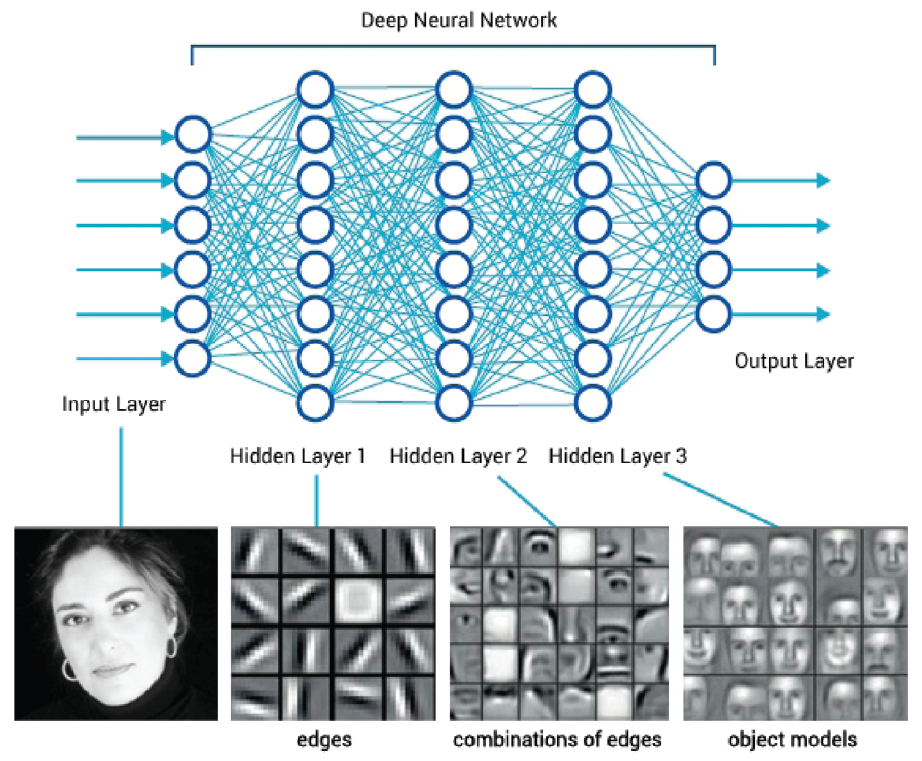 Deep Neural Network
Input Layer
Output Layer
Hidden Layer 1
Hidden Layer 2
Hidden Layer 3
edges
combinations of edges
object models